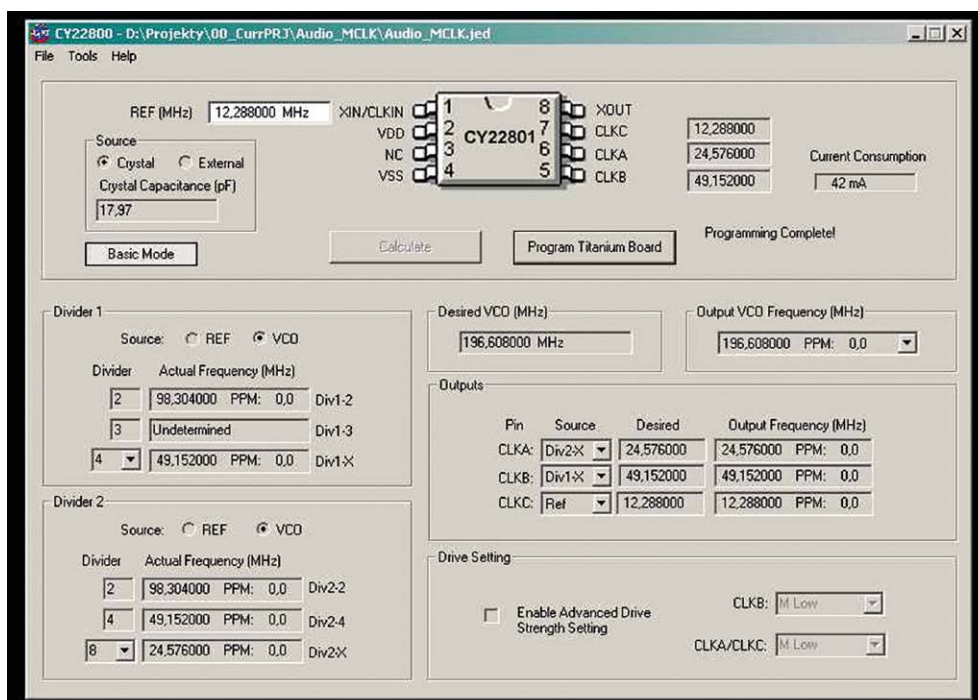 CY22800 - D:\Projekty\00_CurrPRJ\Audio_MCLK\Audio_MCLK.jed
File Tools Help
REF (MHz) 12,288000 MHz XIN/CLKIN 1 8 XOUT
VDD 2 7 CLKC 12,288000
CY22801
NC 3 6 CLKA 24,576000
VSS 4 5 CLKB 49,152000
Current Consumption
42 mA
Source
Crystal External
Crystal Capacitance (pF)
17,97
Basic Mode
Calculate
Program Titanium Board
Programming Complete!
Divider 1
Source: REF VCO
Divider Actual Frequency (MHz)
2 98,304000 PPM: 0,0 Div1-2
3 Undetermined Div1-3
4 49,152000 PPM: 0,0 Div1-X
Divider 2
Source: REF VCO
Divider Actual Frequency (MHz)
2 98,304000 PPM: 0,0 Div2-2
4 49,152000 PPM: 0,0 Div2-4
8 24,576000 PPM: 0,0 Div2-X
Desired VCO (MHz)
196,608000 MHz
Output VCO Frequency (MHz)
196,608000 PPM: 0,0
Outputs
Pin Source Desired Output Frequency (MHz)
CLKA: Div2-X 24,576000 24,576000 PPM: 0,0
CLKB: Div1-X 49,152000 49,152000 PPM: 0,0
CLKC: Ref 12,288000 12,288000 PPM: 0,0
Drive Setting
Enable Advanced Drive
Strength Setting
CLKB: M Low
CLKA/CLKC: M Low